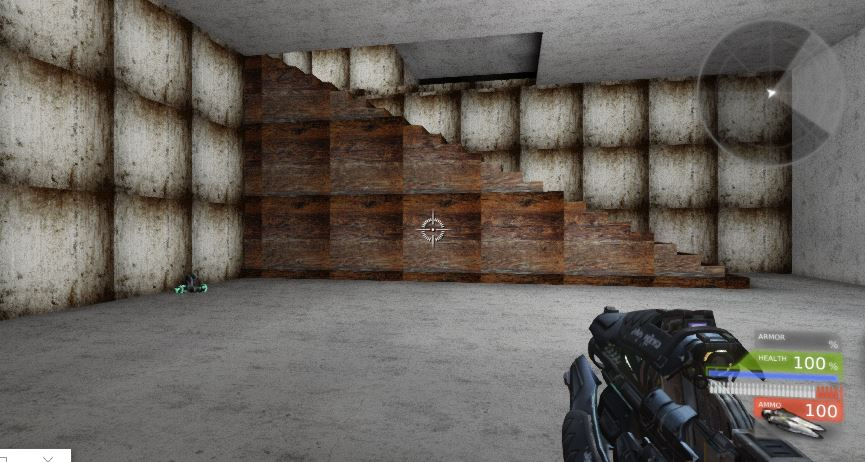 ARMOR
%
HEALTH 100 %
AMMO 100